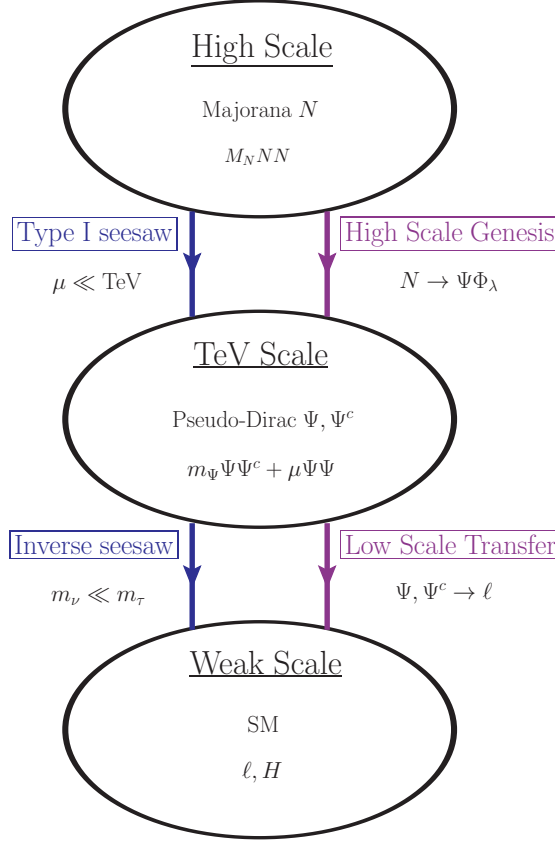 High Scale
Majorana N
M_N NN
Type I seesaw
High Scale Genesis
μ ≪ TeV
N → ΨΦ_λ
TeV Scale
Pseudo-Dirac Ψ, Ψ^c
m_Ψ ΨΨ^c + μΨΨ
Inverse seesaw
Low Scale Transfer
m_ν ≪ m_τ
Ψ, Ψ^c → ℓ
Weak Scale
SM
ℓ, H